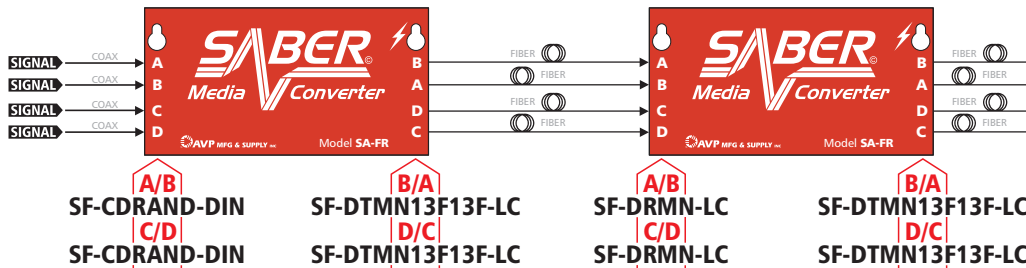 SIGNAL COAX A SABER © B FIBER A SABER © B FIBER
SIGNAL COAX B Media Converter A FIBER B Media Converter A FIBER
SIGNAL COAX C D FIBER C D FIBER
SIGNAL COAX D C FIBER D C FIBER
AVP MFG & SUPPLY INC Model SA-FR AVP MFG & SUPPLY INC Model SA-FR
A/B B/A A/B B/A
SF-CDRAND-DIN SF-DTMN13F13F-LC SF-DRMN-LC SF-DTMN13F13F-LC
C/D D/C C/D D/C
SF-CDRAND-DIN SF-DTMN13F13F-LC SF-DRMN-LC SF-DTMN13F13F-LC